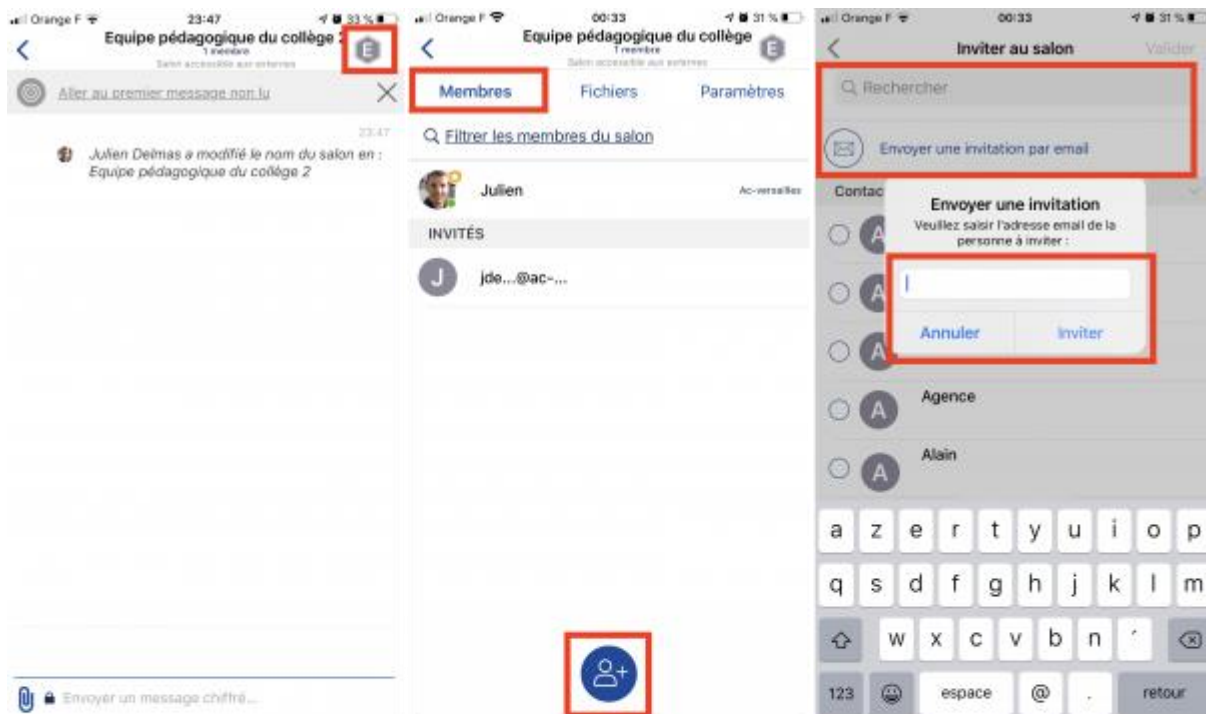 Orange F 23:47 33 %
Equipe pédagogique du collège 2
1 membre
Salon accessible aux externes
E
Aller au premier message non lu
23:47
Julien Delmas a modifié le nom du salon en :
Equipe pédagogique du collège 2
Envoyer un message chiffré...
Orange F 00:33 31 %
Equipe pédagogique du collège
1 membre
Salon accessible aux externes
E
Membres Fichiers Paramètres
Filtrer les membres du salon
Julien Ac-versailles
INVITÉS
J jde...@ac-...
Orange F 00:33 31 %
Inviter au salon Valider
Rechercher
Envoyer une invitation par email
Contac
Envoyer une invitation
Veuillez saisir l'adresse email de la
personne à inviter :
A
A
Annuler Inviter
A
Agence
A
Alain
A
a z e r t y u i o p
q s d f g h j k l m
w x c v b n ´
123 espace @ . retour